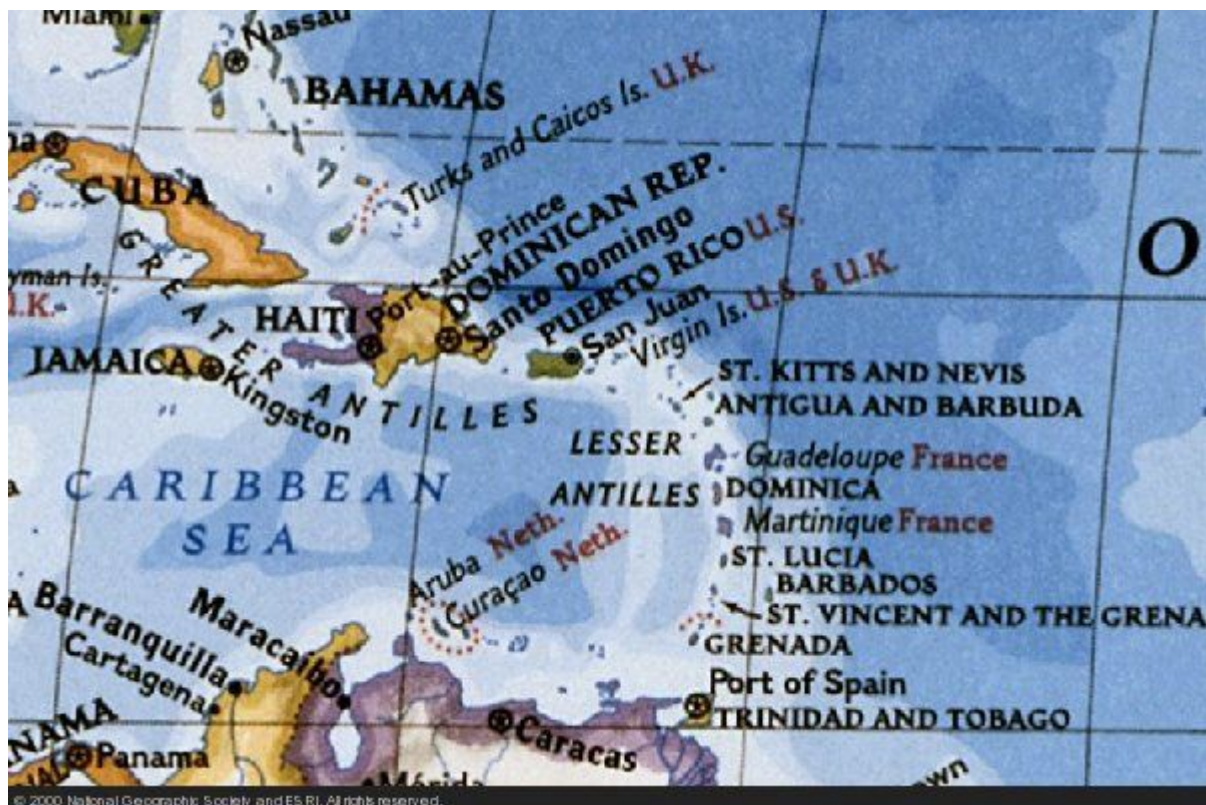 Miami
Nassau
BAHAMAS
Turks and Caicos Is. U.K.
CUBA
GREATER ANTILLES
yman Is.
U.K.
HAITI
Port-au-Prince
DOMINICAN REP.
Santo Domingo
PUERTO RICO U.S.
San Juan
Virgin Is. U.S. & U.K.
O
JAMAICA
Kingston
ST. KITTS AND NEVIS
ANTIGUA AND BARBUDA
LESSER
ANTILLES
Guadeloupe France
DOMINICA
Martinique France
CARIBBEAN
SEA
Aruba Neth.
Curaçao Neth.
ST. LUCIA
BARBADOS
ST. VINCENT AND THE GRENA
GRENADA
Barranquilla
Cartagena
Maracaibo
Port of Spain
TRINIDAD AND TOBAGO
Caracas
NAMA
Panama
Mérida
own
© 2000 National Geographic Society and ESRI. All rights reserved.